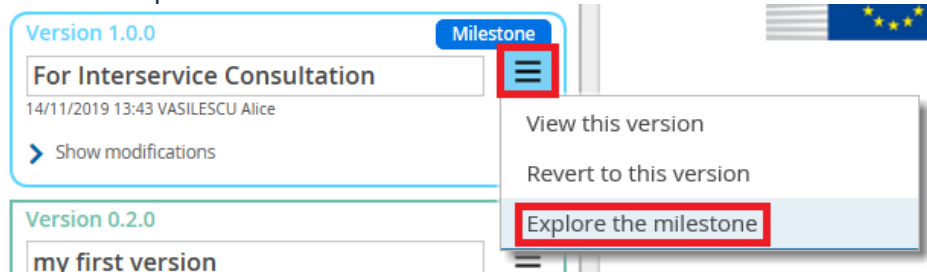 Version 1.0.0
Milestone
For Interservice Consultation
14/11/2019 13:43 VASILESCU Alice
Show modifications
View this version
Revert to this version
Explore the milestone
Version 0.2.0
my first version